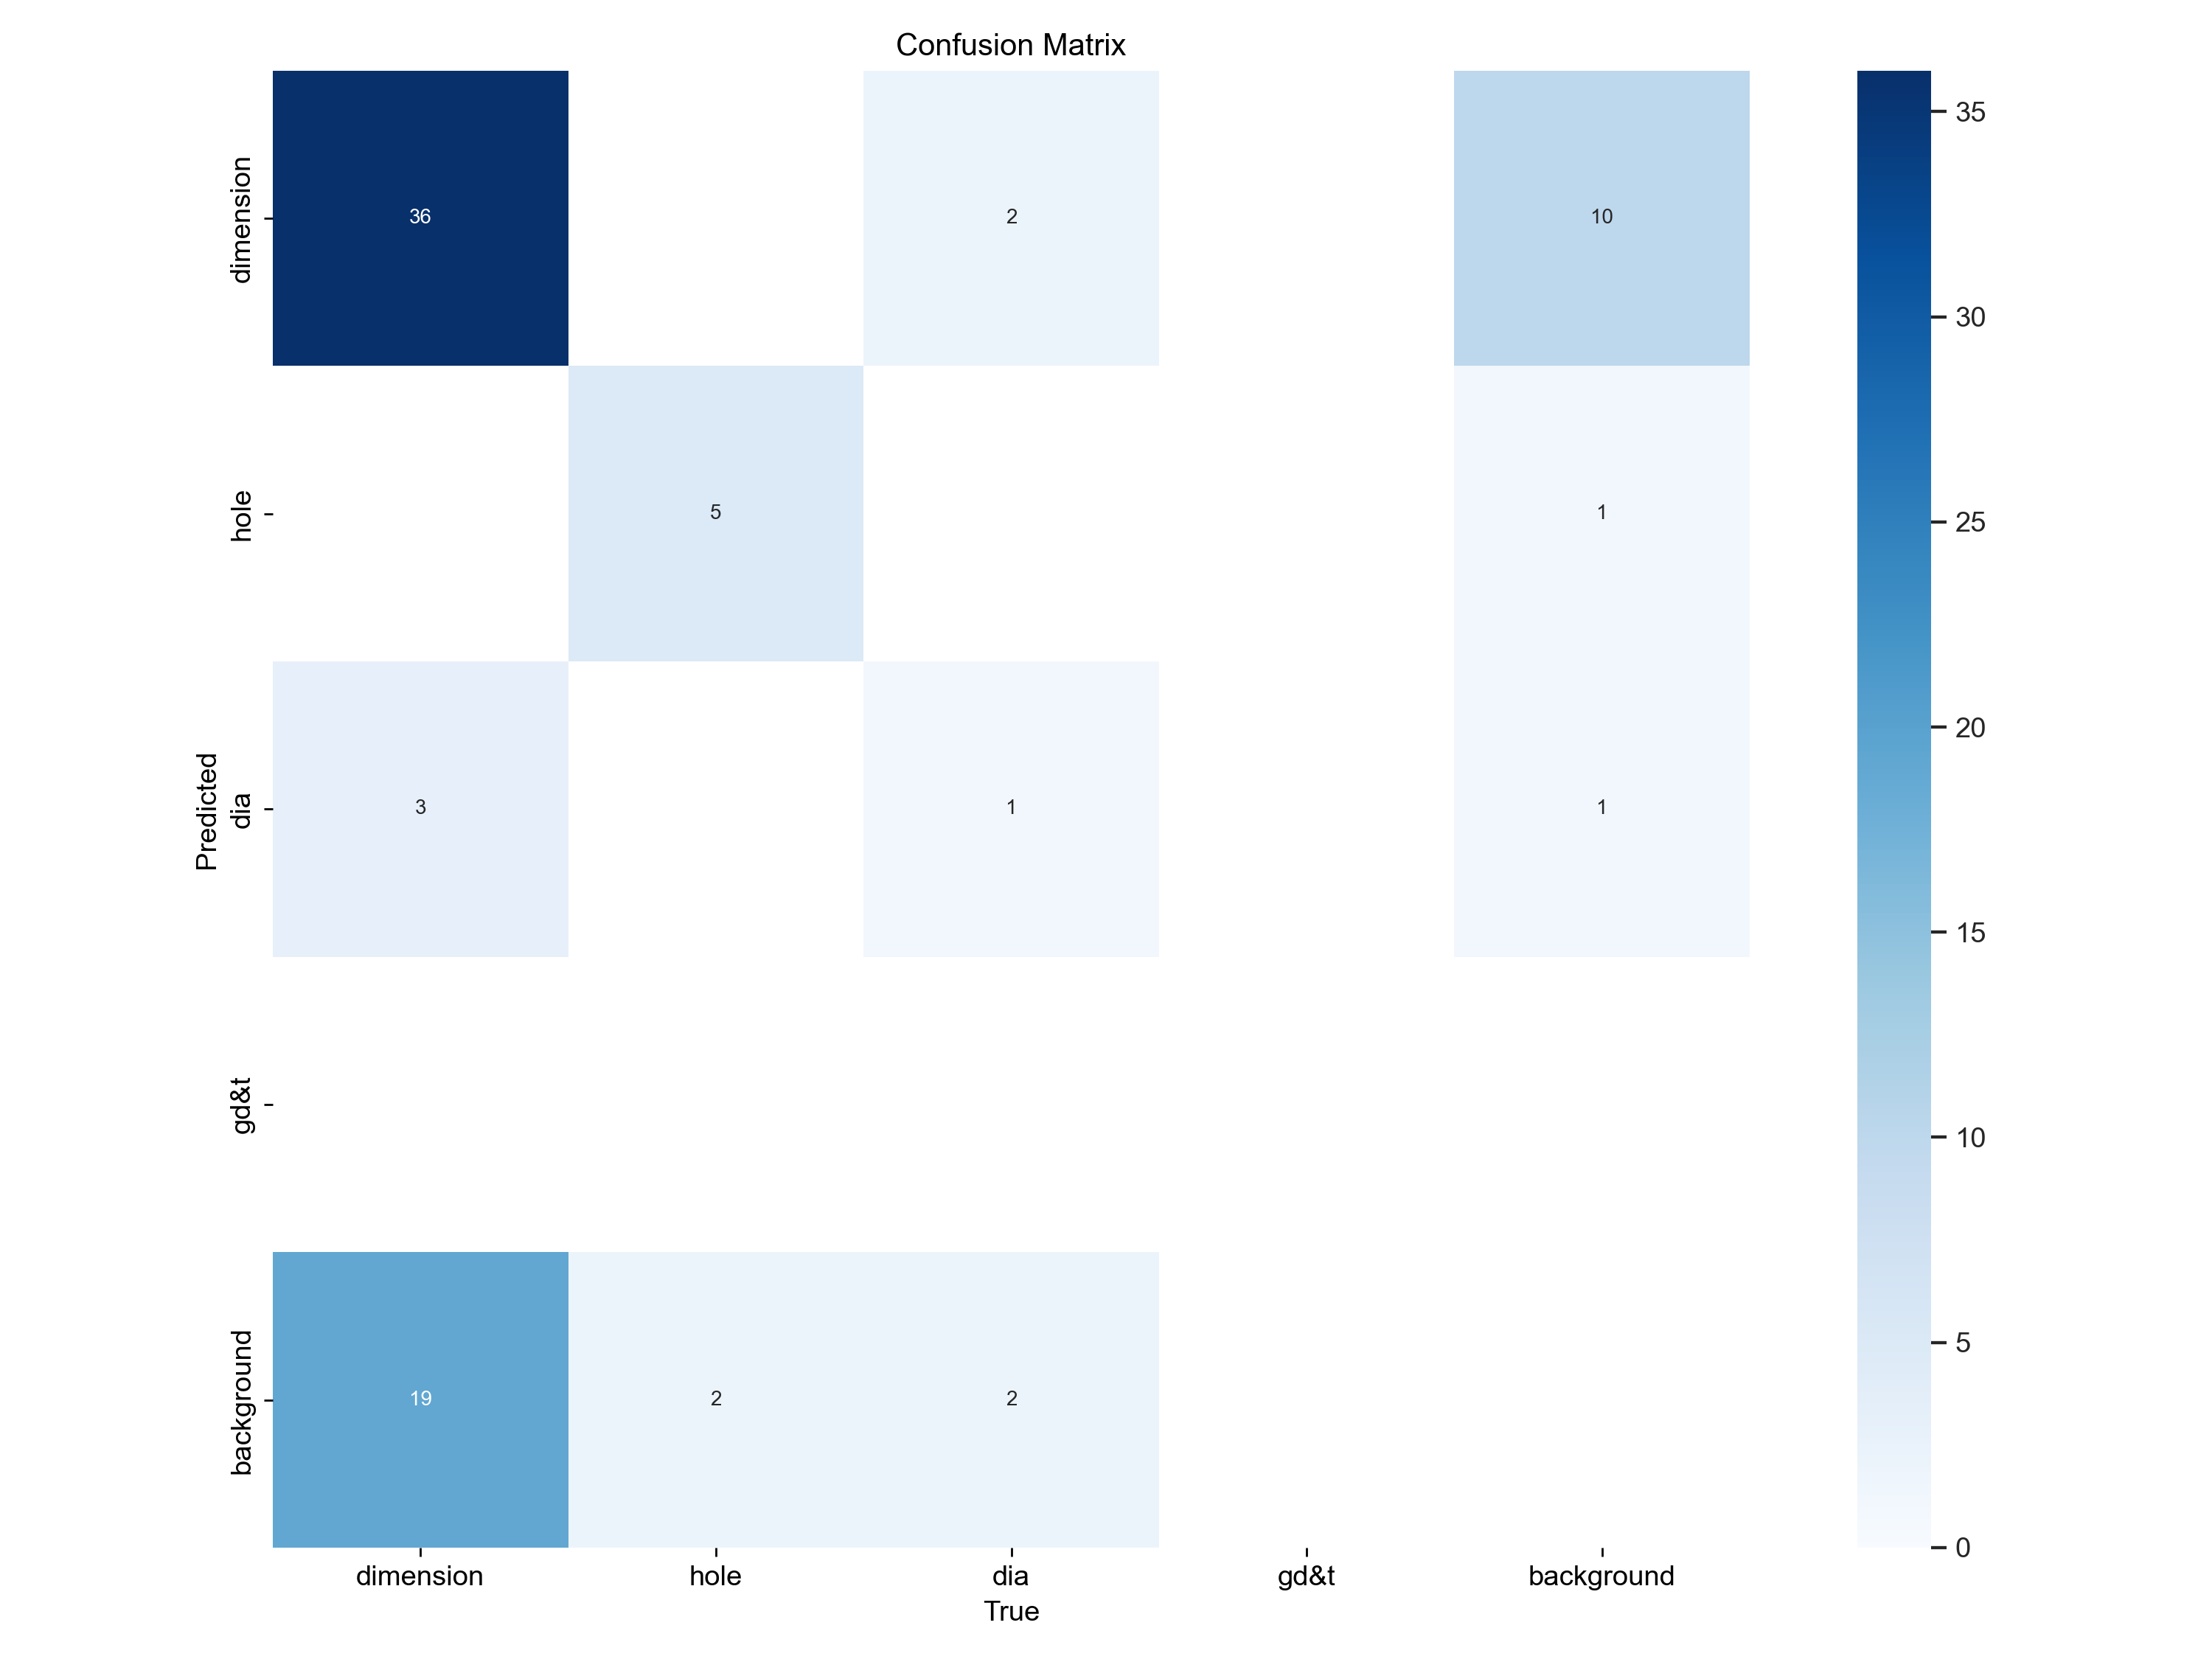 Confusion Matrix
Predicted
dimension
36
2
10
hole
5
1
dia
3
1
1
gd&t
background
19
2
2
dimension hole dia gd&t background
True
35
30
25
20
15
10
5
0